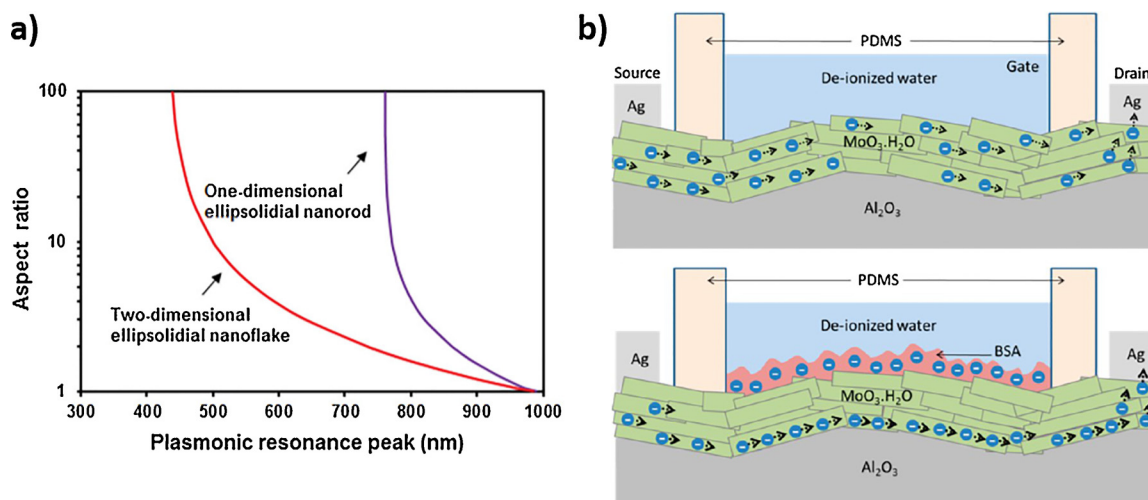 a)
100
10
1
Aspect ratio
One-dimensional
ellipsolidial nanorod
Two-dimensional
ellipsolidial nanoflake
300 400 500 600 700 800 900 1000
Plasmonic resonance peak (nm)
b)
PDMS
Source
De-ionized water
Gate
Drain
Ag
Ag
MoO₃.H₂O
Al₂O₃
PDMS
De-ionized water
Ag
BSA
Ag
MoO₃.H₂O
Al₂O₃